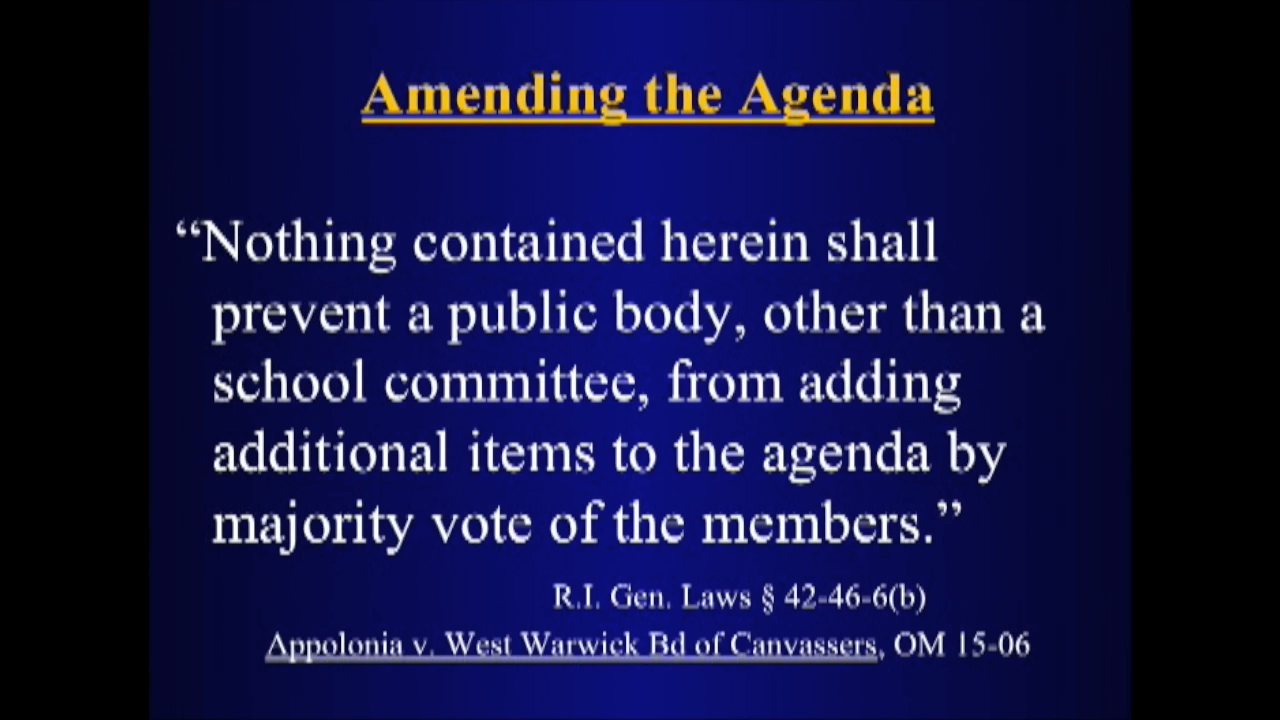 Amending the Agenda
“Nothing contained herein shall
prevent a public body, other than a
school committee, from adding
additional items to the agenda by
majority vote of the members.”
R.I. Gen. Laws § 42-46-6(b)
Appolonia v. West Warwick Bd of Canvassers, OM 15-06